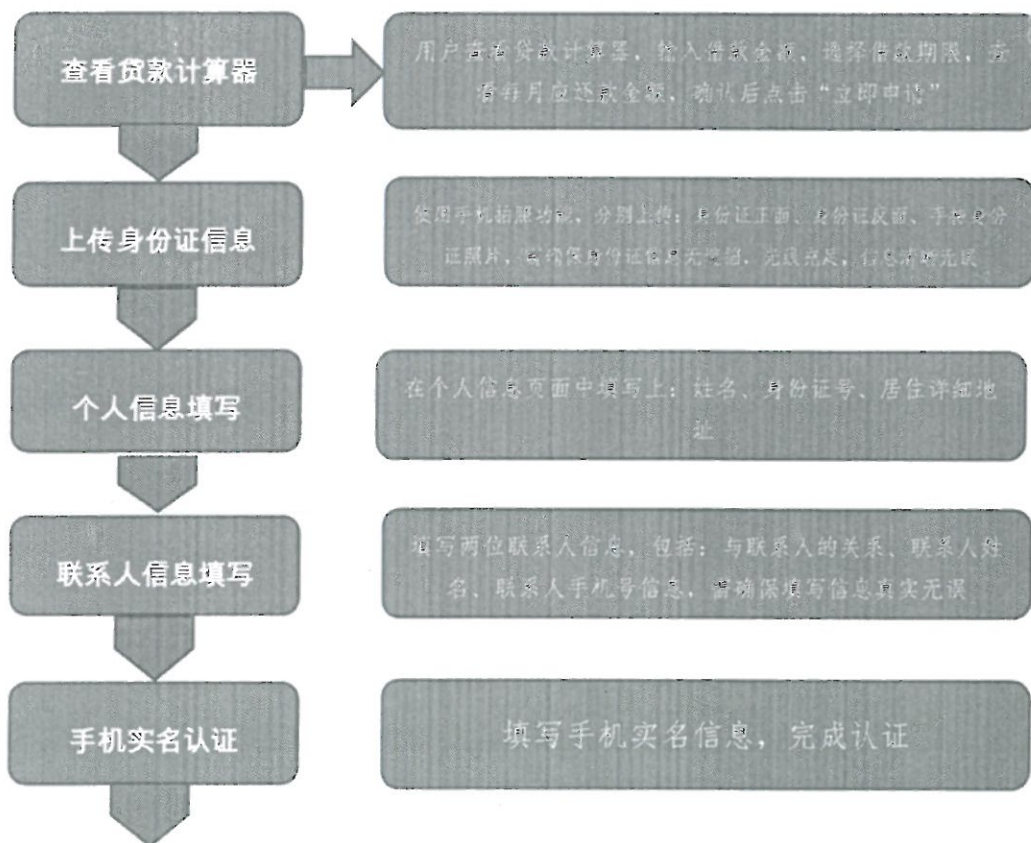 查看贷款计算器
用户查看贷款计算器，输入借款金额、选择借款期限，查
看每月应还款金额，确认后点击“立即申请”
上传身份证信息
使用手机拍照功能，分别上传：身份证正面、身份证反面、手持身份
证照片，需确保身份证信息无遮挡、光线充足，信息清晰无误
个人信息填写
在个人信息页面中填写上：姓名、身份证号、居住详细地
址
联系人信息填写
填写两位联系人信息，包括：与联系人的关系、联系人姓
名、联系人手机号信息，需确保填写信息真实无误
手机实名认证
填写手机实名信息，完成认证